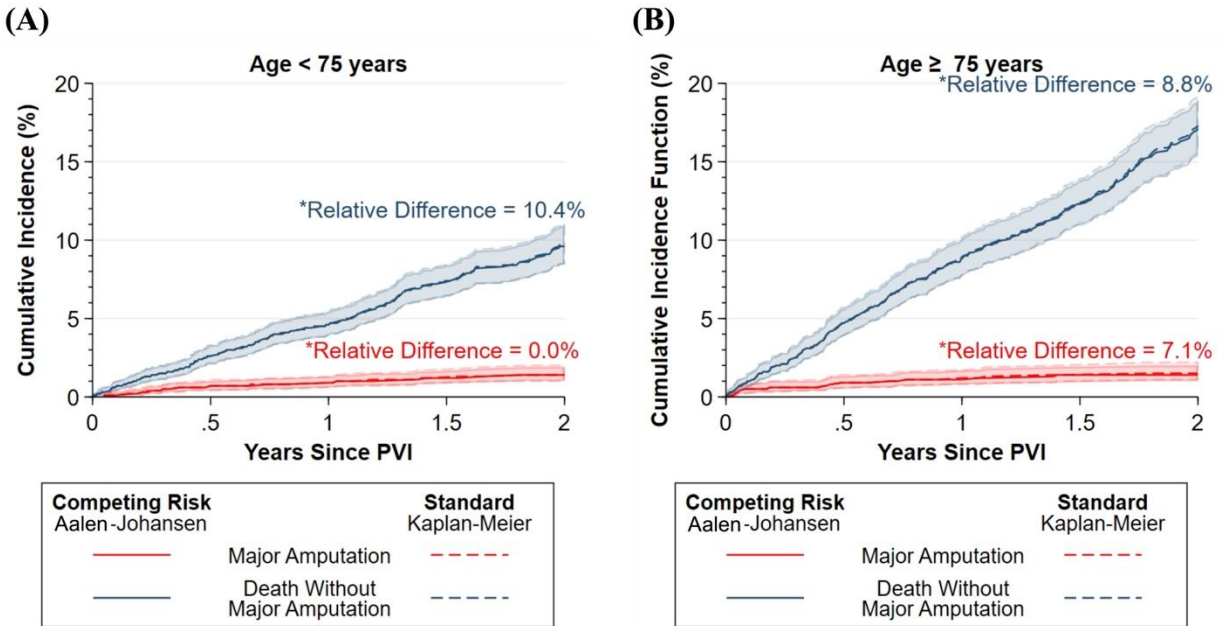 (A)
Age < 75 years
Cumulative Incidence (%)
20
15
10
5
0
*Relative Difference = 10.4%
*Relative Difference = 0.0%
0 .5 1 1.5 2
Years Since PVI
Competing Risk Standard
Aalen-Johansen Kaplan-Meier
Major Amputation
Death Without
Major Amputation
(B)
Age ≥ 75 years
*Relative Difference = 8.8%
Cumulative Incidence Function (%)
20
15
10
5
0
*Relative Difference = 7.1%
0 .5 1 1.5 2
Years Since PVI
Competing Risk Standard
Aalen-Johansen Kaplan-Meier
Major Amputation
Death Without
Major Amputation